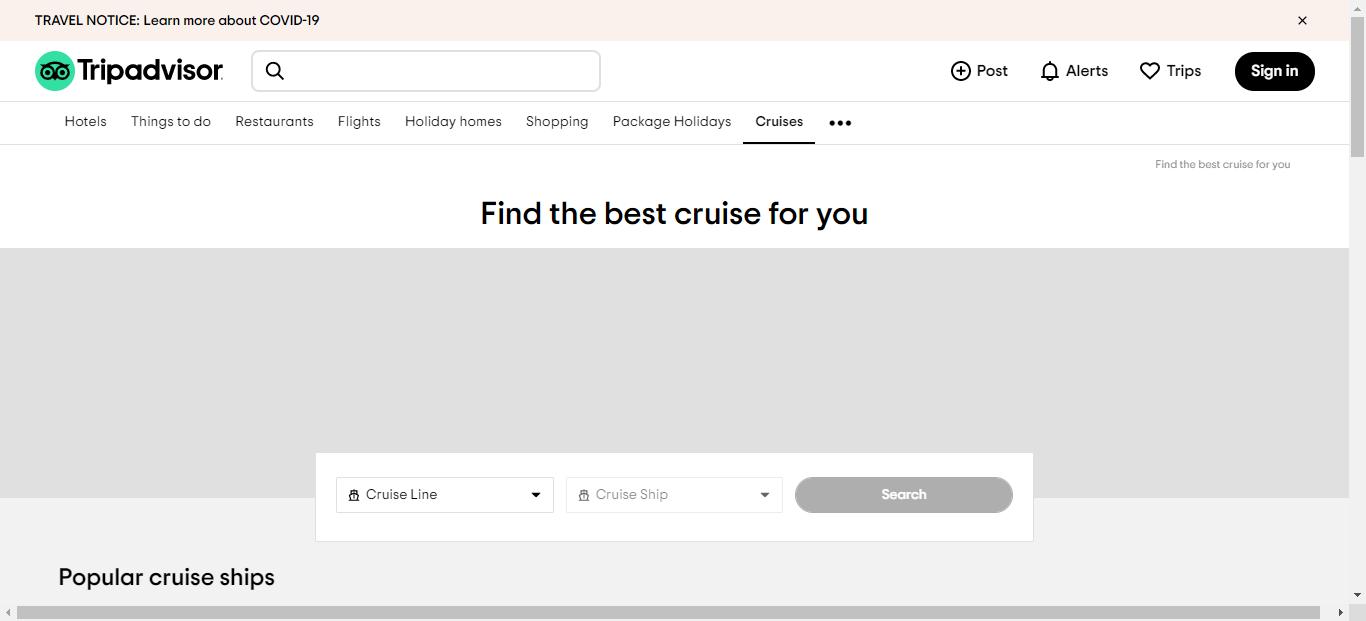 TRAVEL NOTICE: Learn more about COVID-19
Tripadvisor
Post
Alerts
Trips
Sign in
Hotels
Things to do
Restaurants
Flights
Holiday homes
Shopping
Package Holidays
Cruises
Find the best cruise for you
Find the best cruise for you
Cruise Line
Cruise Ship
Search
Popular cruise ships